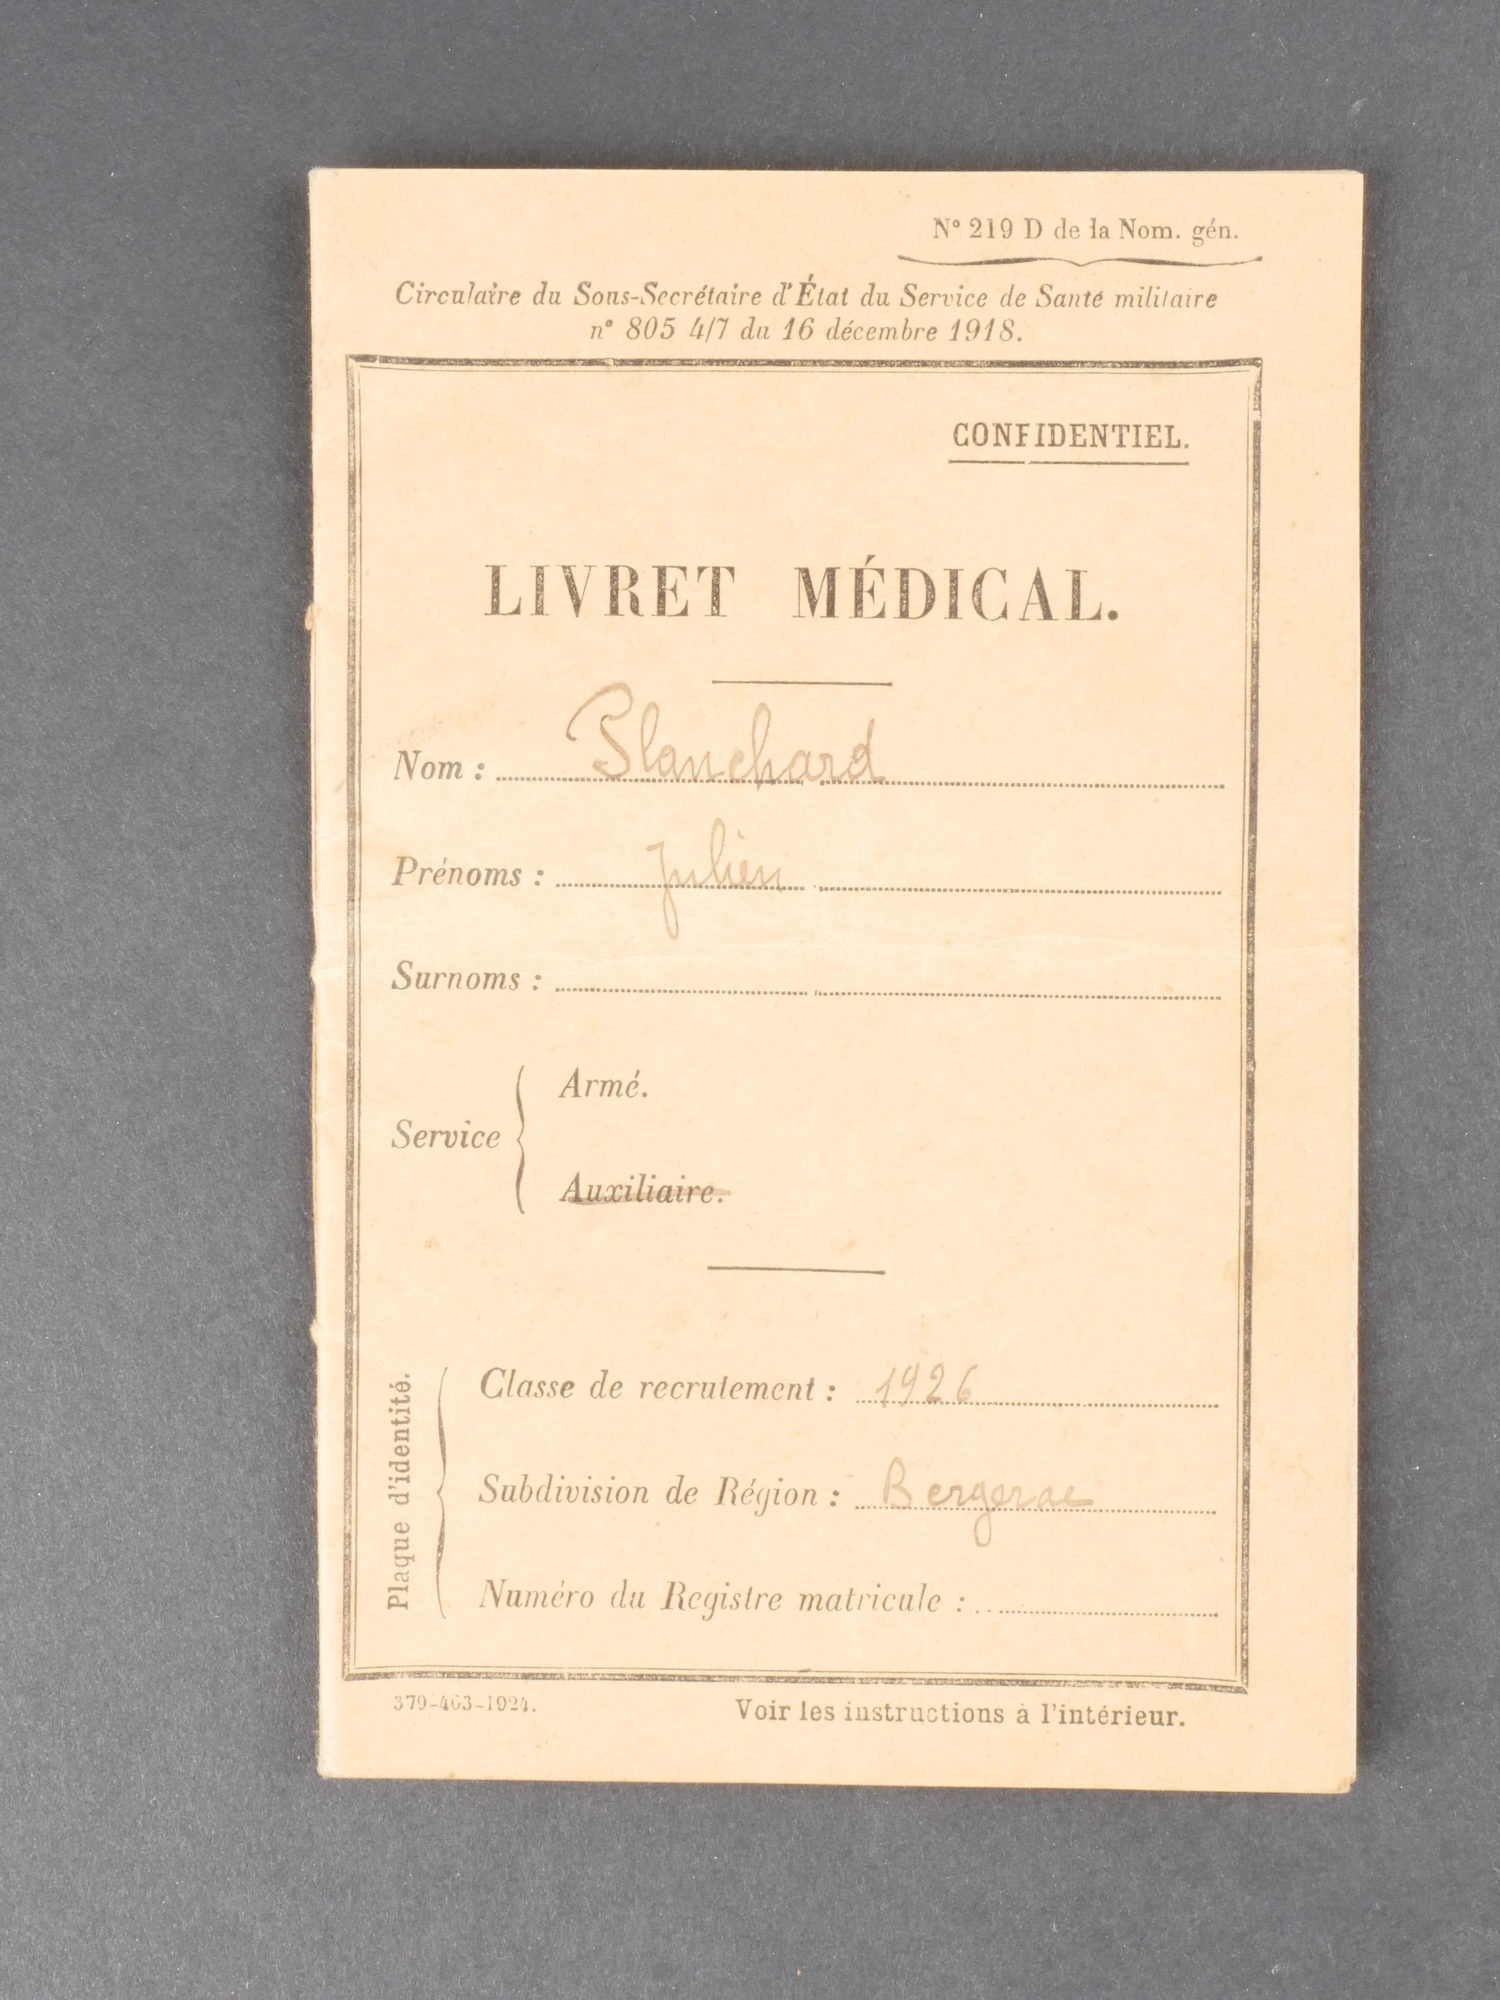 N° 219 D de la Nom. gén.
Circulaire du Sous-Secrétaire d'État du Service de Santé militaire
n° 805 4/7 du 16 décembre 1918.
CONFIDENTIEL.
LIVRET MÉDICAL.
Nom : Blanchard
Prénoms : Julien
Surnoms :
Service
Armé.
Auxiliaire.
Plaque d'identité.
Classe de recrutement : 1926
Subdivision de Région : Bergerac
Numéro du Registre matricule :
379-403-1924.
Voir les instructions à l'intérieur.